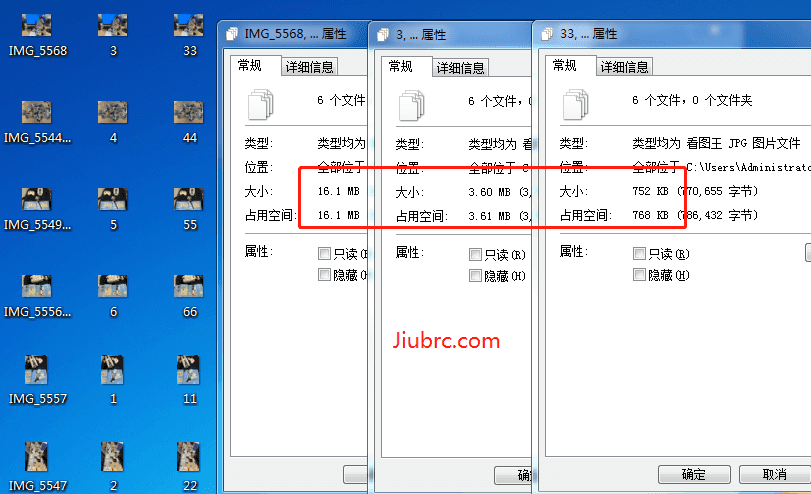 IMG_5568 3 33
IMG_5544... 4 44
IMG_5549... 5 55
IMG_5556... 6 66
IMG_5557 1 11
IMG_5547 2 22
IMG_5568, ... 属性
常规 详细信息
6 个文件
类型: 类型均为
位置: 全部位于
大小: 16.1 MB
占用空间: 16.1 MB
属性: 只读(R
隐藏(H
3, ... 属性
常规 详细信息
6 个文件, 0
类型: 类型均为 看
位置: 全部位于 C
大小: 3.60 MB (3,
占用空间: 3.61 MB (3,
属性: 只读(R)
隐藏(H)
Jiubrc.com
确
33, ... 属性
常规 详细信息
6 个文件, 0 个文件夹
类型: 类型均为 看图王 JPG 图片文件
位置: 全部位于 C:\Users\Administrato
大小: 752 KB (770,655 字节)
占用空间: 768 KB (786,432 字节)
属性: 只读(R)
隐藏(H)
确定 取消